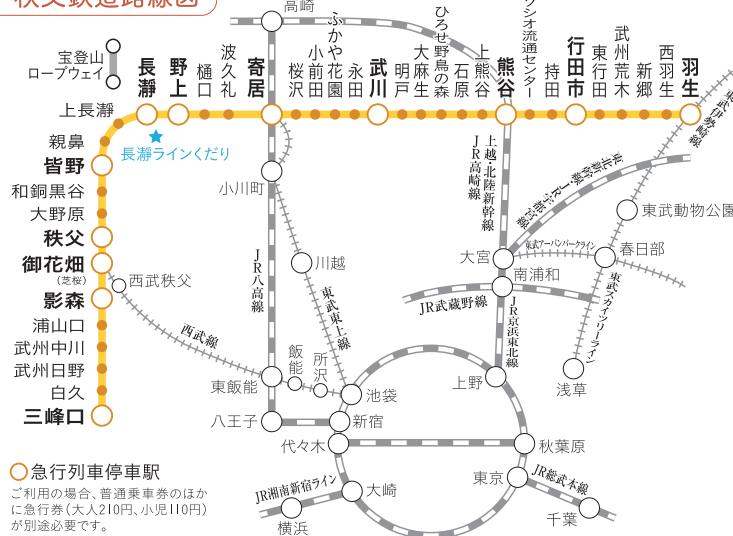 秩父鉄道路線図
高崎
宝登山
ロープウェイ
長瀞
野上
樋口
波久礼
寄居
桜沢
小前田
ふかや花園
永田
武川
明戸
大麻生
ひろせ野鳥の森
石原
上熊谷
熊谷
ソシオ流通センター
持田
行田市
東行田
武州荒木
新郷
西羽生
羽生
上長瀞
親鼻
皆野
和銅黒谷
大野原
秩父
御花畑
(芝桜)
影森
浦山口
武州中川
武州日野
白久
三峰口
長瀞ラインくだり
西武秩父
西武線
小川町
JR八高線
川越
東武東上線
飯能
所沢
東飯能
池袋
八王子
新宿
代々木
秋葉原
上野
東京
大崎
横浜
千葉
JR湘南新宿ライン
JR総武本線
上越・北陸新幹線
JR高崎線
東北新幹線
JR宇都宮線
東武伊勢崎線
東武動物公園
春日部
東武アーバンパークライン
大宮
南浦和
JR武蔵野線
JR京浜東北線
東武スカイツリーライン
浅草
急行列車停車駅
ご利用の場合、普通乗車券のほか
に急行券(大人210円、小児110円)
が別途必要です。